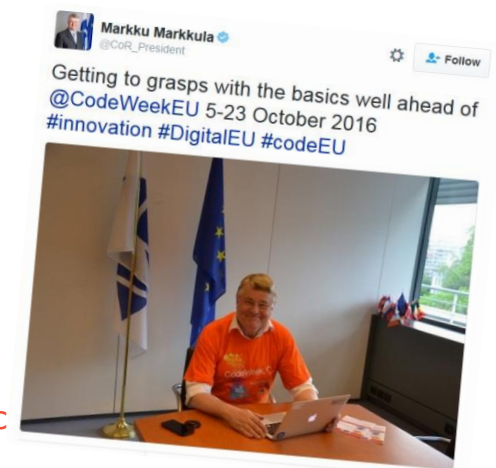 Markku Markkula
@CoR_President
Follow
Getting to grasps with the basics well ahead of
@CodeWeekEU 5-23 October 2016
#innovation #DigitalEU #codeEU
CodeWeek
C